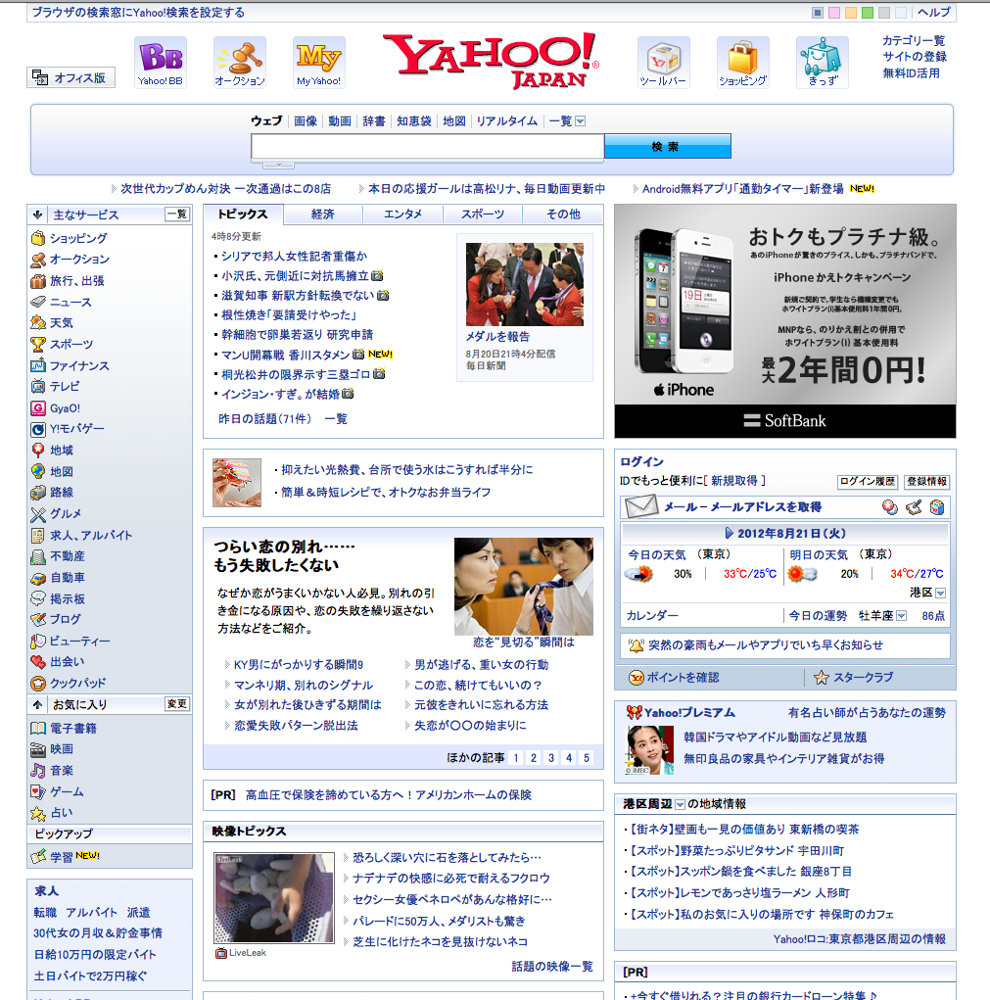 ブラウザの検索窓にYahoo!検索を設定する
ヘルプ
オフィス版
BB
Yahoo! BB
オークション
My
My Yahoo!
YAHOO!
JAPAN
ツールバー
ショッピング
きっず
カテゴリ一覧
サイトの登録
無料ID活用
ウェブ 画像 動画 辞書 知恵袋 地図 リアルタイム 一覧
検索
次世代カップめん対決 一次通過はこの8店
本日の応援ガールは高松リナ、毎日動画更新中
Android無料アプリ「通勤タイマー」新登場 NEW!
主なサービス 一覧
ショッピング
オークション
旅行、出張
ニュース
天気
スポーツ
ファイナンス
テレビ
GyaO!
Y!モバゲー
地域
地図
路線
グルメ
求人、アルバイト
不動産
自動車
掲示板
ブログ
ビューティー
出会い
クックパッド
お気に入り 変更
電子書籍
映画
音楽
ゲーム
占い
ピックアップ
学習 NEW!
求人
転職 アルバイト 派遣
30代女の月収&貯金事情
日給10万円の限定バイト
土日バイトで2万円稼ぐ
トピックス 経済 エンタメ スポーツ その他
4時8分更新
シリアで邦人女性記者重傷か
小沢氏、元側近に対抗馬擁立
滋賀知事 新駅方針転換でない
根性焼き「要請受けやった」
幹細胞で卵巣若返り 研究申請
マンU開幕戦 香川スタメン NEW!
桐光松井の限界示す三塁ゴロ
インジョン・すぎ。が結婚
昨日の話題(71件) 一覧
メダルを報告
8月20日21時4分配信
毎日新聞
・抑えたい光熱費、台所で使う水はこうすれば半分に
・簡単&時短レシピで、オトクなお弁当ライフ
つらい恋の別れ……
もう失敗したくない
なぜか恋がうまくいかない人必見。別れの引
き金になる原因や、恋の失敗を繰り返さない
方法などをご紹介。
恋を“見切る”瞬間は
KY男にがっかりする瞬間9
男が逃げる、重い女の行動
マンネリ期、別れのシグナル
この恋、続けてもいいの?
女が別れた後ひきずる期間は
元彼をきれいに忘れる方法
恋愛失敗パターン脱出法
失恋が〇〇の始まりに
ほかの記事 1 2 3 4 5
[PR] 高血圧で保険を諦めている方へ!アメリカンホームの保険
映像トピックス
恐ろしく深い穴に石を落としてみたら…
ナデナデの快感に必死で耐えるフクロウ
セクシー女優ペネロペがあんな格好に…
パレードに50万人、メダリストも驚き
芝生に化けたネコを見抜けないネコ
LiveLeak
話題の映像一覧
おトクもプラチナ級。
あのiPhoneが驚きのプライス。しかも、プラチナバンドで。
iPhone かえトクキャンペーン
新規ご契約で、学生なら機種変更でも
ホワイトプラン(i)基本使用料1年間0円。
MNPなら、のりかえ割との併用で
ホワイトプラン(i) 基本使用料
最大2年間0円!
iPhone
SoftBank
ログイン
IDでもっと便利に[ 新規取得 ] ログイン履歴 登録情報
メール - メールアドレスを取得
2012年8月21日(火)
今日の天気 (東京) 明日の天気 (東京)
30% 33℃/25℃ 20% 34℃/27℃
港区
カレンダー 今日の運勢 牡羊座 86点
突然の豪雨もメールやアプリでいち早くお知らせ
ポイントを確認 スタークラブ
Yahoo!プレミアム 有名占い師が占うあなたの運勢
韓国ドラマやアイドル動画など見放題
無印良品の家具やインテリア雑貨がお得
© iMBC
港区周辺 の地域情報
・【街ネタ】壁画も一見の価値あり 東新橋の喫茶
・【スポット】野菜たっぷりピタサンド 宇田川町
・【スポット】スッポン鍋を食べました 銀座8丁目
・【スポット】レモンであっさり塩ラーメン 人形町
・【スポット】私のお気に入りの場所です 神保町のカフェ
Yahoo!ロコ:東京都港区周辺の情報
[PR]
・+今すぐ借りれる?注目の銀行カードローン特集♪